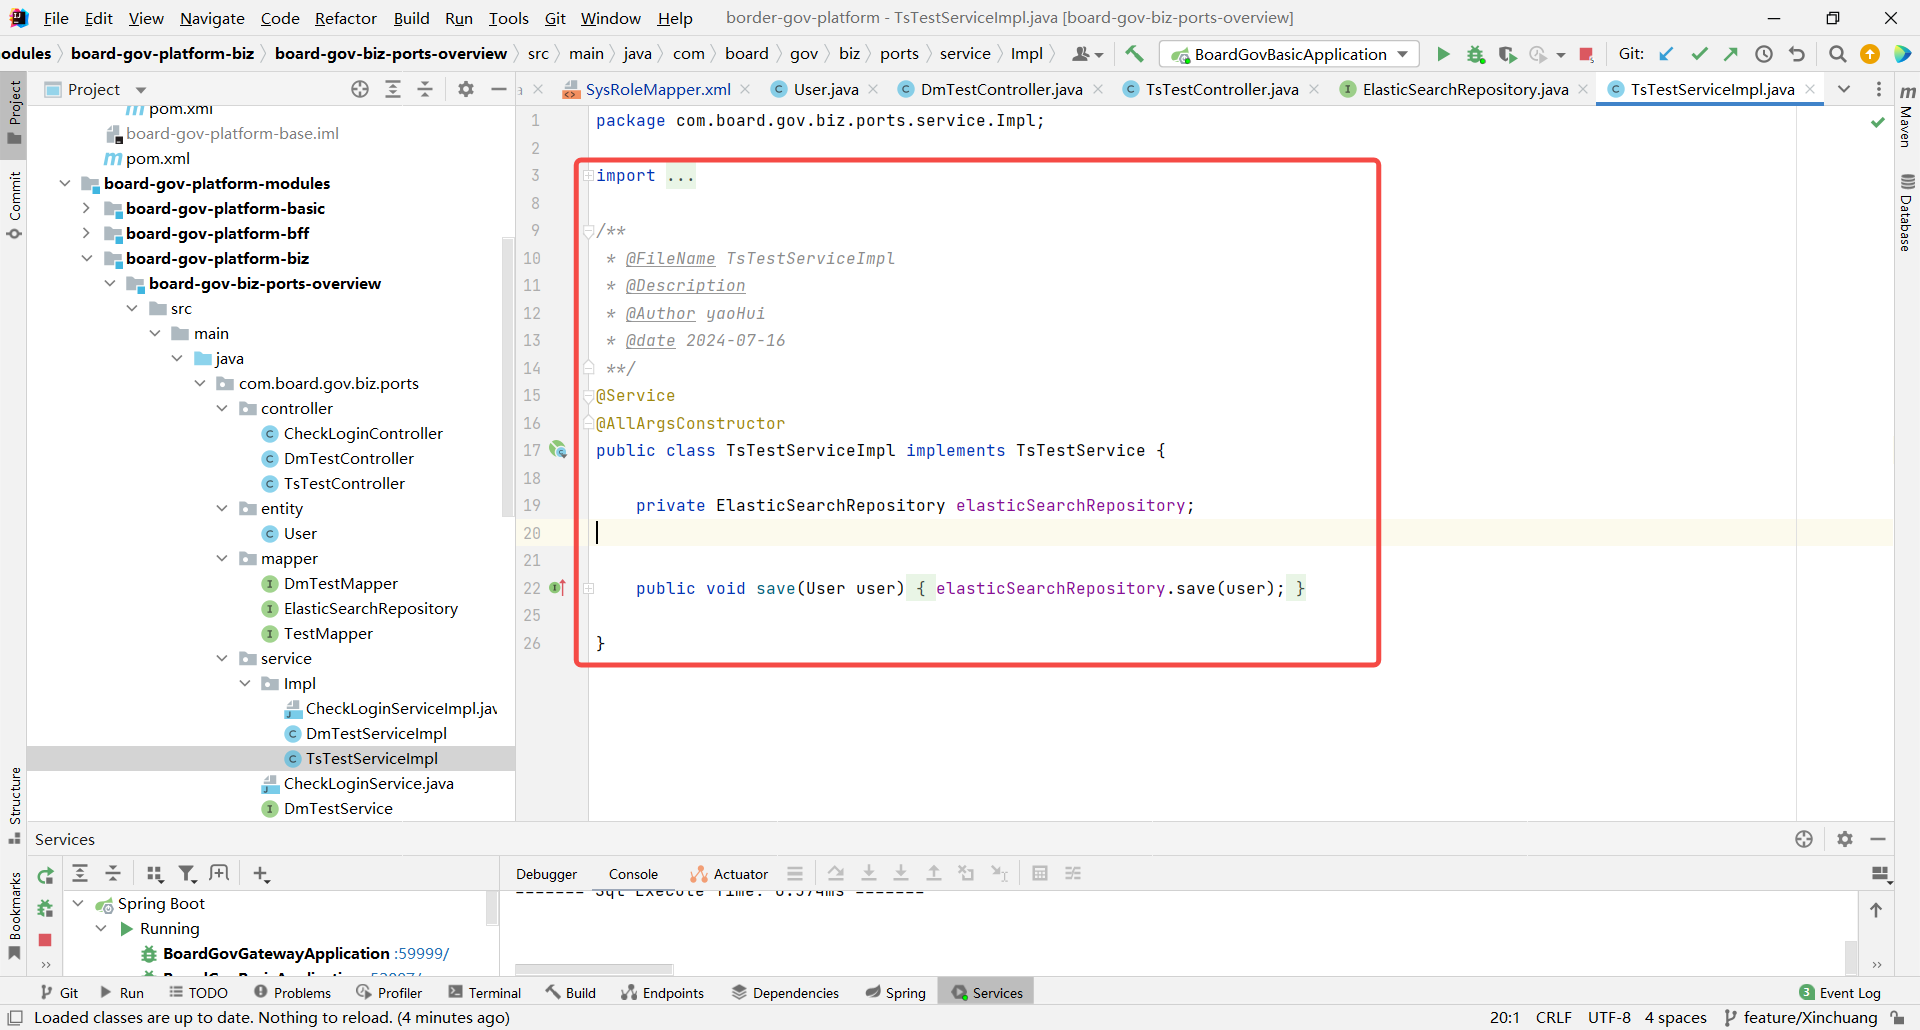 File Edit View Navigate Code Refactor Build Run Tools Git Window Help border-gov-platform - TsTestServiceImpl.java [board-gov-biz-ports-overview]
odules board-gov-platform-biz board-gov-biz-ports-overview src main java com board gov biz ports service Impl BoardGovBasicApplication Git:
Project
a SysRoleMapper.xml User.java DmTestController.java TsTestController.java ElasticSearchRepository.java TsTestServiceImpl.java
Project
Commit
Structure
Bookmarks
Maven
Database
pom.xml
board-gov-platform-base.iml
pom.xml
board-gov-platform-modules
board-gov-platform-basic
board-gov-platform-bff
board-gov-platform-biz
board-gov-biz-ports-overview
src
main
java
com.board.gov.biz.ports
controller
CheckLoginController
DmTestController
TsTestController
entity
User
mapper
DmTestMapper
ElasticSearchRepository
TestMapper
service
Impl
CheckLoginServiceImpl.jav
DmTestServiceImpl
TsTestServiceImpl
CheckLoginService.java
DmTestService
1 package com.board.gov.biz.ports.service.Impl;
2
3 import ...
8
9 /**
10 * @FileName TsTestServiceImpl
11 * @Description
12 * @Author yaoHui
13 * @date 2024-07-16
14 **/
15 @Service
16 @AllArgsConstructor
17 public class TsTestServiceImpl implements TsTestService {
18
19 private ElasticSearchRepository elasticSearchRepository;
20
21
22 public void save(User user) { elasticSearchRepository.save(user); }
25
26 }
Services
Debugger Console Actuator
======= Sql Execute Time: 0.574ms =======
Spring Boot
Running
BoardGovGatewayApplication :59999/
Git Run TODO Problems Profiler Terminal Build Endpoints Dependencies Spring Services 3 Event Log
Loaded classes are up to date. Nothing to reload. (4 minutes ago) 20:1 CRLF UTF-8 4 spaces feature/Xinchuang